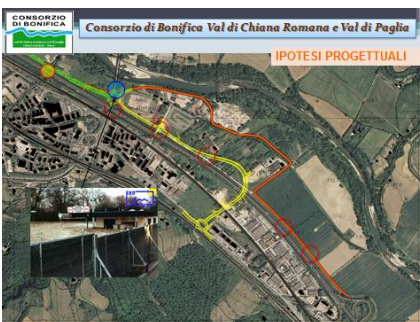 CONSORZIO
DI BONIFICA
Consorzio di Bonifica Val di Chiana Romana e Val di Paglia
IPOTESI PROGETTUALI